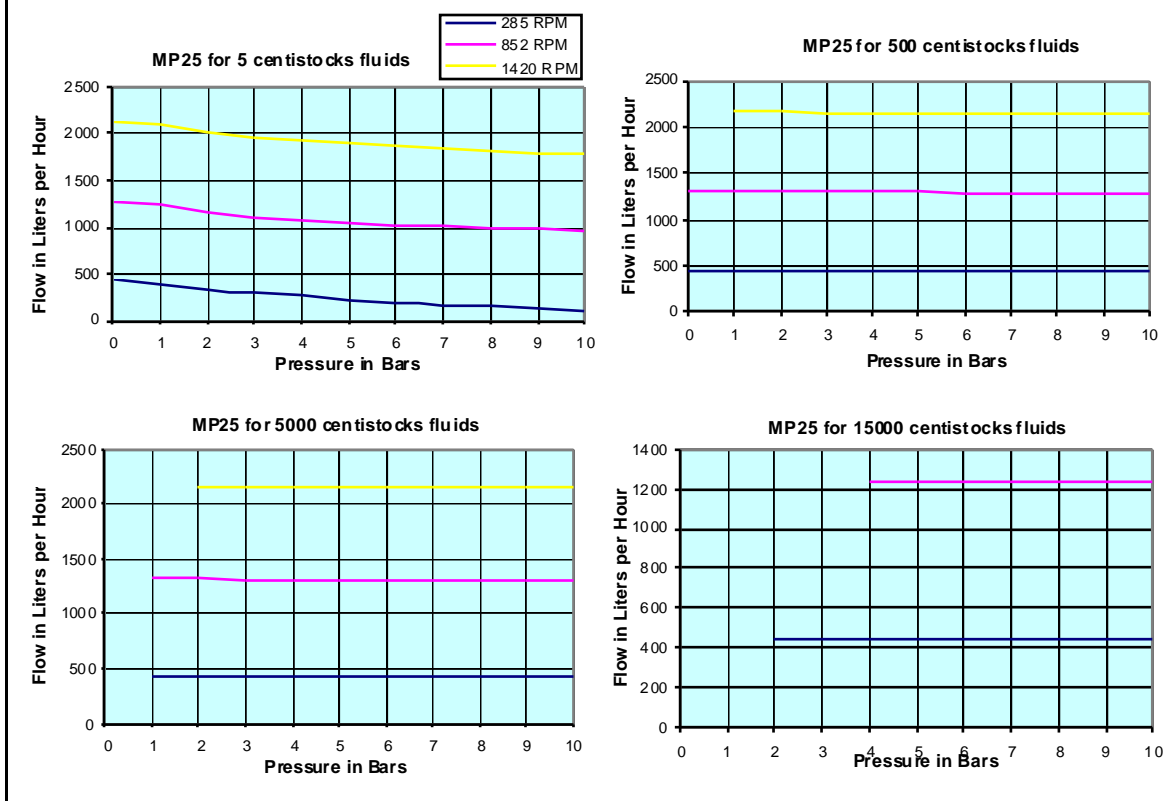 285 RPM
852 RPM
1420 RPM
MP25 for 5 centistocks fluids
Flow in Liters per Hour
2500
2000
1500
1000
500
0
0 1 2 3 4 5 6 7 8 9 10
Pressure in Bars
MP25 for 500 centistocks fluids
Flow in Liters per Hour
2500
2000
1500
1000
500
0
0 1 2 3 4 5 6 7 8 9 10
Pressure in Bars
MP25 for 5000 centistocks fluids
Flow in Liters per Hour
2500
2000
1500
1000
500
0
0 1 2 3 4 5 6 7 8 9 10
Pressure in Bars
MP25 for 15000 centistocks fluids
Flow in Liters per Hour
1400
1200
1000
800
600
400
200
0
0 1 2 3 4 5 6 7 8 9 10
Pressure in Bars